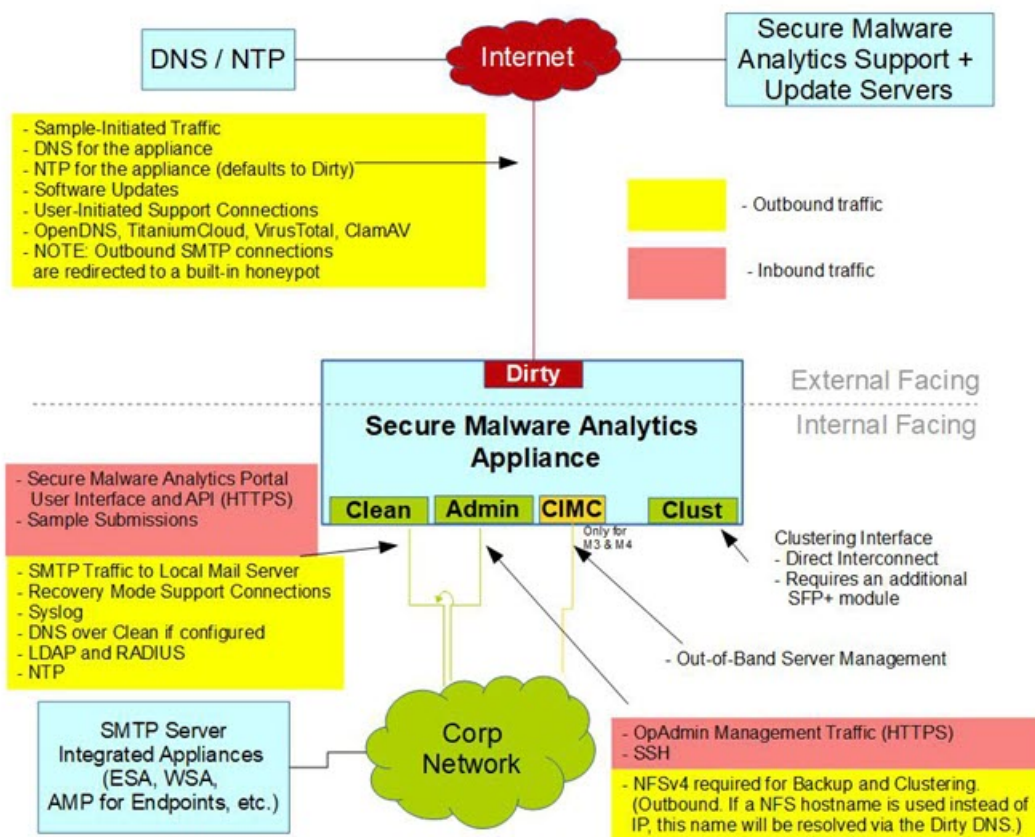 DNS / NTP
Internet
Secure Malware
Analytics Support +
Update Servers
- Sample-Initiated Traffic
- DNS for the appliance
- NTP for the appliance (defaults to Dirty)
- Software Updates
- User-Initiated Support Connections
- OpenDNS, TitaniumCloud, VirusTotal, ClamAV
- NOTE: Outbound SMTP connections
are redirected to a built-in honeypot
- Outbound traffic
- Inbound traffic
Dirty
External Facing
Internal Facing
Secure Malware Analytics
Appliance
Clean
Admin
CIMC
Clust
Only for
M3 & M4
- Secure Malware Analytics Portal
User Interface and API (HTTPS)
- Sample Submissions
- SMTP Traffic to Local Mail Server
- Recovery Mode Support Connections
- Syslog
- DNS over Clean if configured
- LDAP and RADIUS
- NTP
Clustering Interface
- Direct Interconnect
- Requires an additional
SFP+ module
- Out-of-Band Server Management
SMTP Server
Integrated Appliances
(ESA, WSA,
AMP for Endpoints, etc.)
Corp
Network
- OpAdmin Management Traffic (HTTPS)
- SSH
- NFSv4 required for Backup and Clustering.
(Outbound. If a NFS hostname is used instead of
IP, this name will be resolved via the Dirty DNS.)